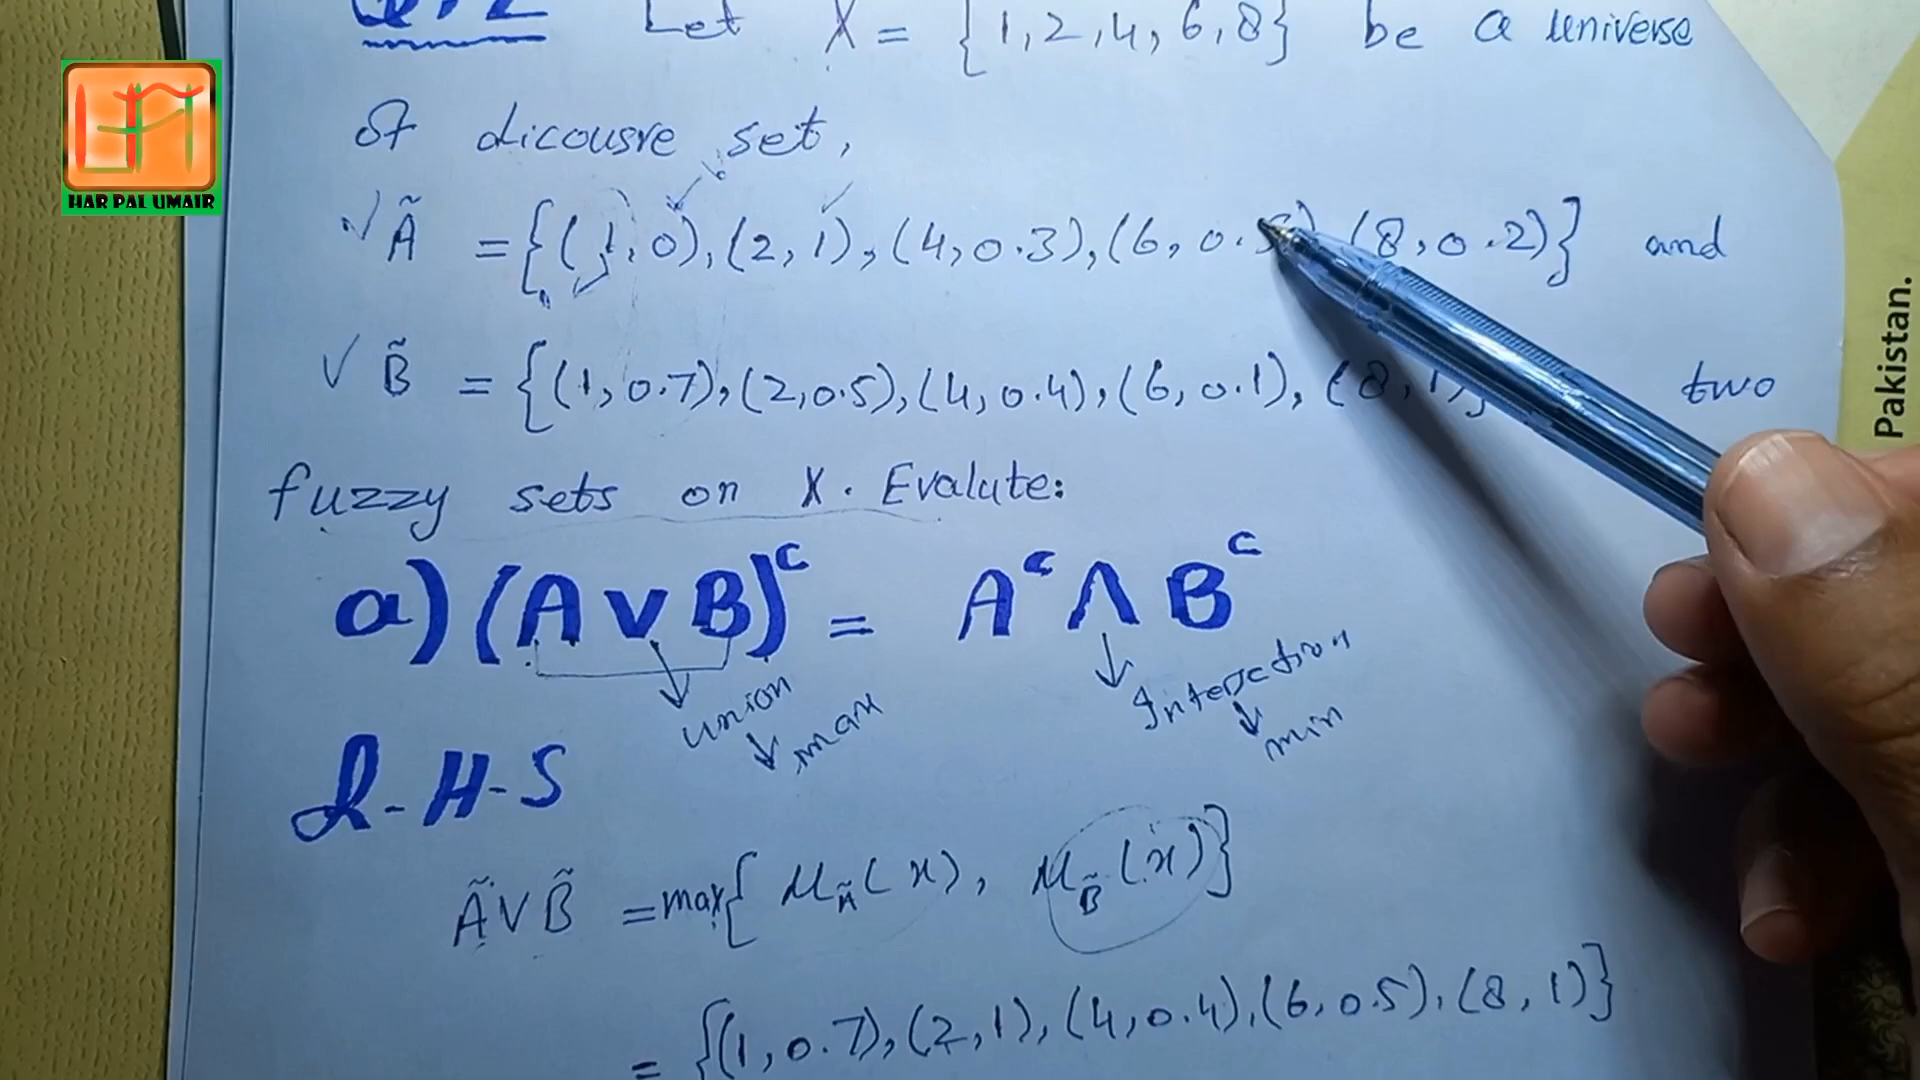 Let X = {1,2,4,6,8} be a universe
of dicousre set,
HAR PAL UMAIR
√ Ã = {(1,0),(2,1),(4,0.3),(6,0.5),(8,0.2)} and
√ B̃ = {(1,0.7),(2,0.5),(4,0.4),(6,0.1),(8,1)} two
Pakistan.
fuzzy sets on X. Evalute:
a) (A ∨ B)ᶜ = Aᶜ ∧ Bᶜ
union
max
Intersection
min
L-H-S
Ã∨B̃ = max{ μ_Ã(x), μ_B̃(x)}
= {(1,0.7),(2,1),(4,0.4),(6,0.5),(8,1)}